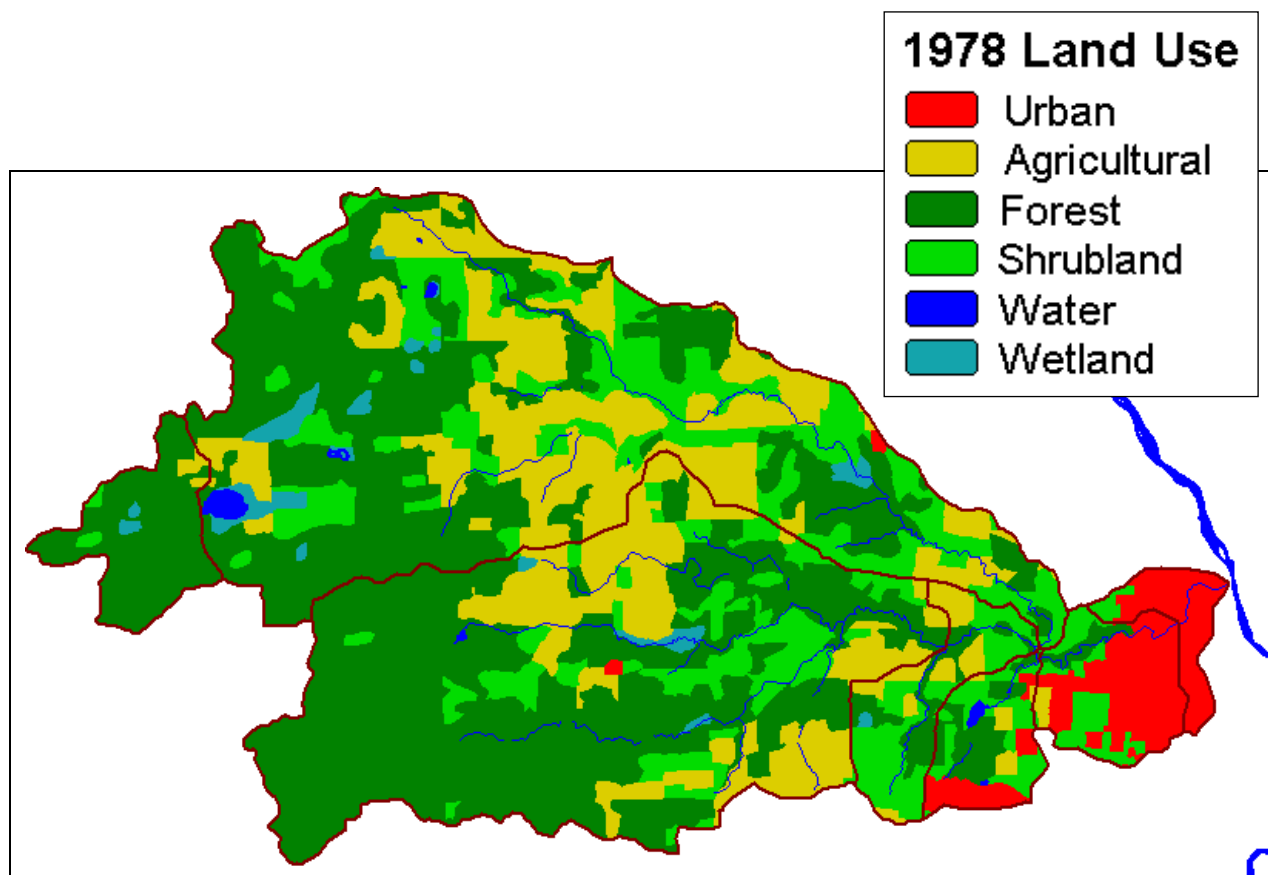 1978 Land Use
Urban
Agricultural
Forest
Shrubland
Water
Wetland